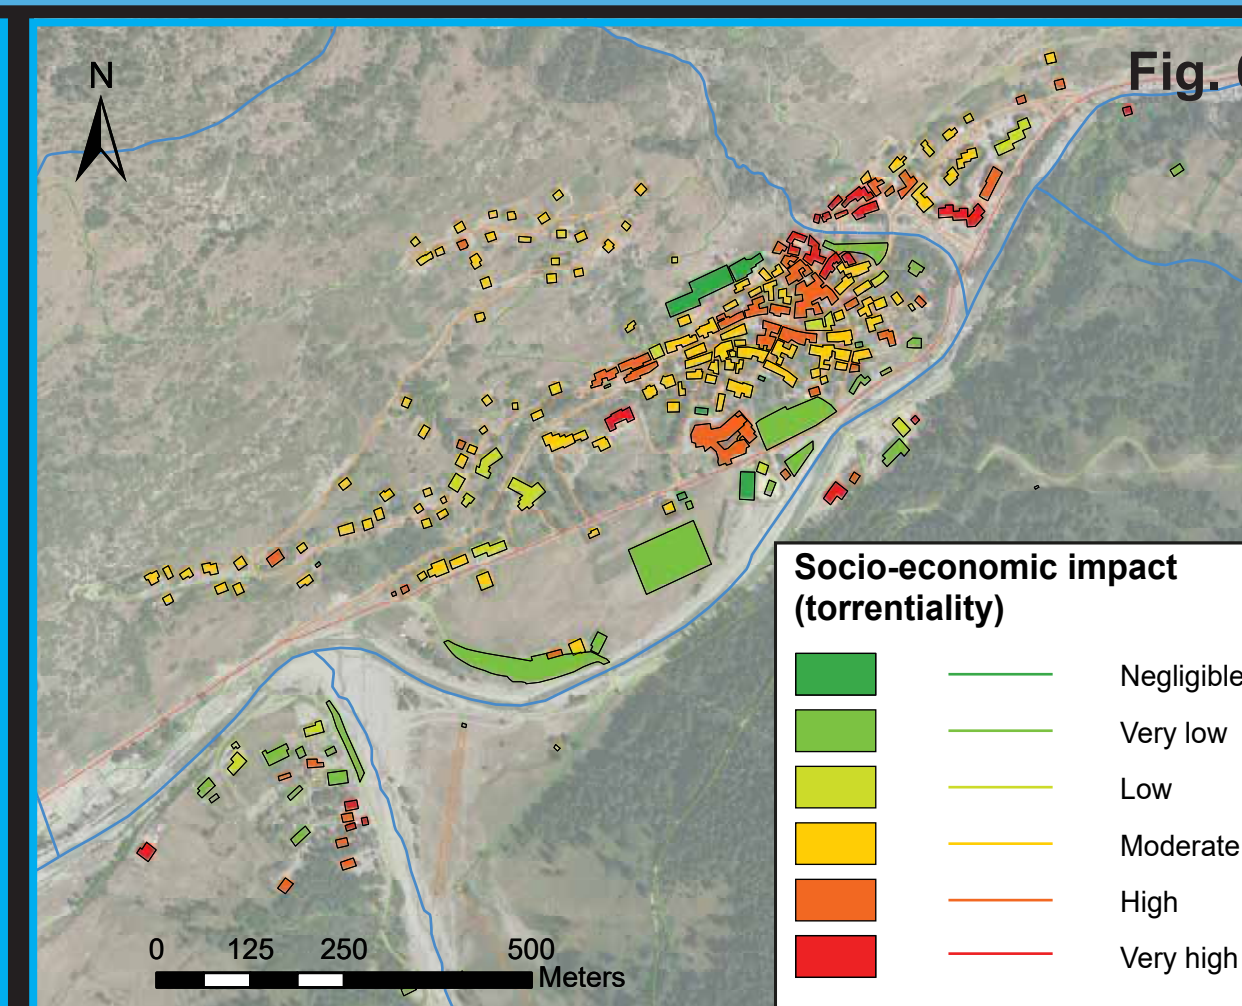 N
Fig.
Socio-economic impact
(torrentiality)
Negligible
Very low
Low
Moderate
High
Very high
0 125 250 500
Meters